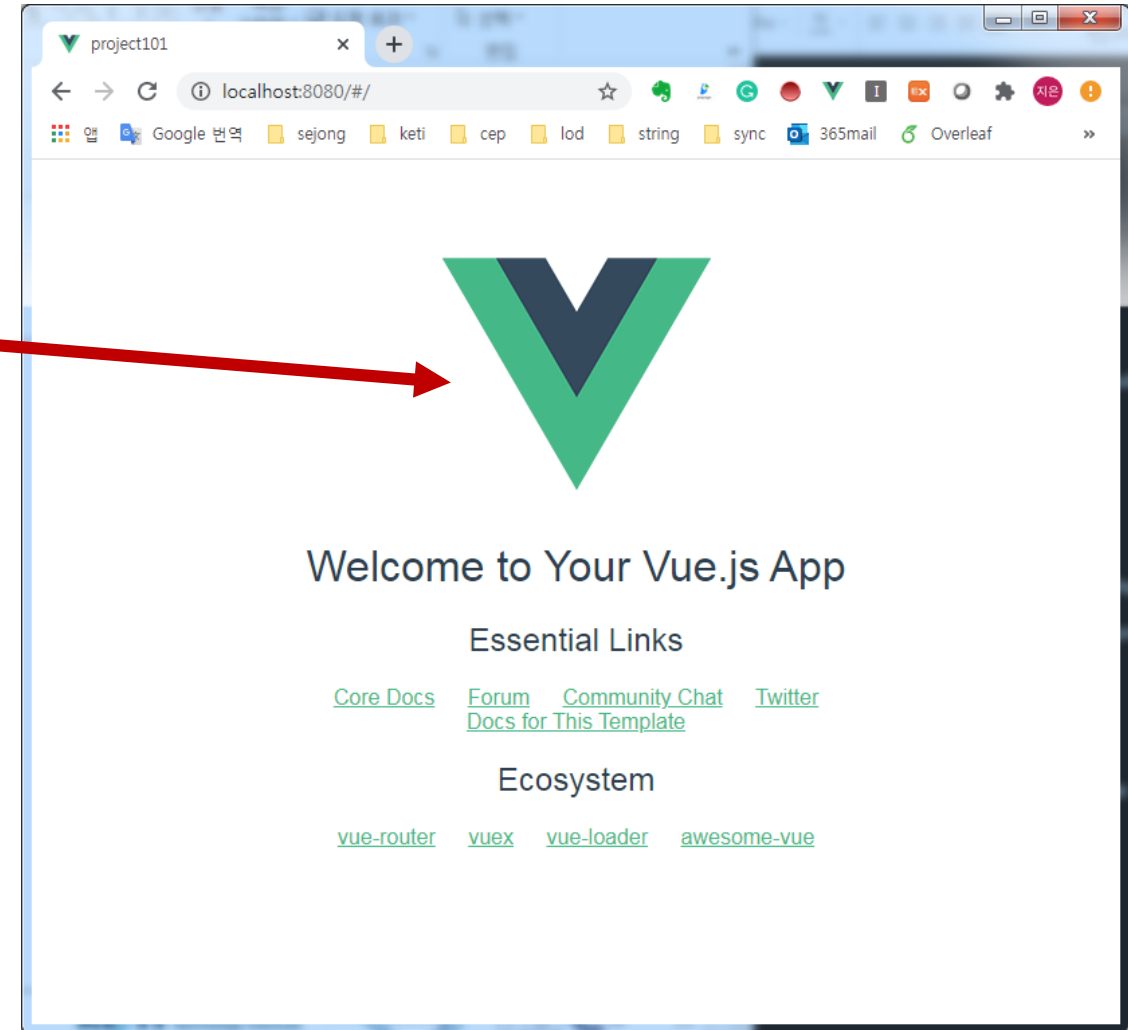 project101
localhost:8080/#/
지은
앱 Google 번역 sejong keti cep lod string sync 365mail Overleaf »
Welcome to Your Vue.js App
Essential Links
Core Docs Forum Community Chat Twitter
Docs for This Template
Ecosystem
vue-router vuex vue-loader awesome-vue